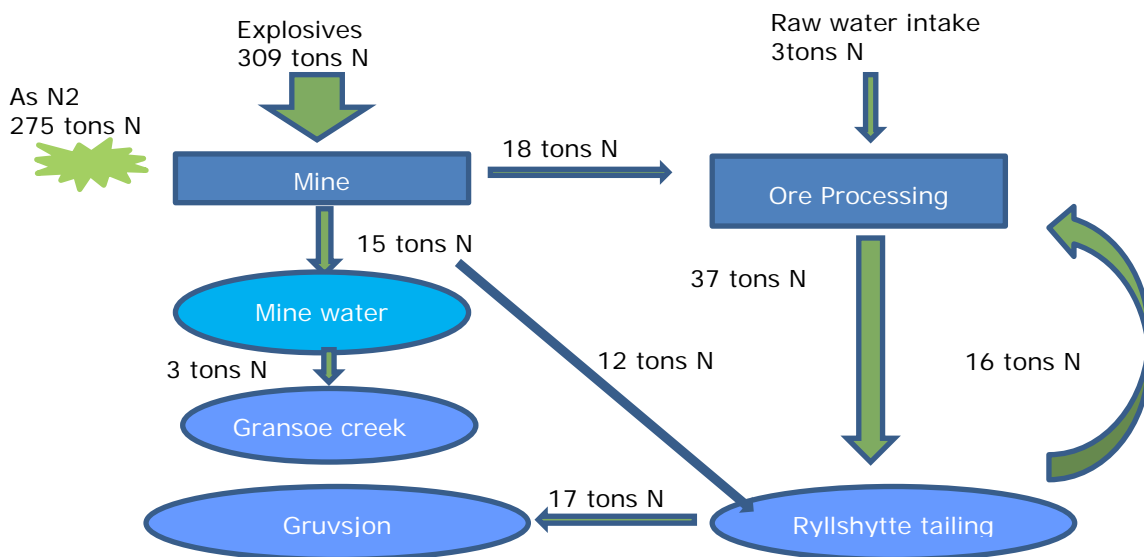 Explosives
309 tons N
Raw water intake
3tons N
As N2
275 tons N
18 tons N
Mine
Ore Processing
15 tons N
37 tons N
Mine water
3 tons N
12 tons N
16 tons N
Gransoe creek
17 tons N
Gruvsjon
Ryllshytte tailing